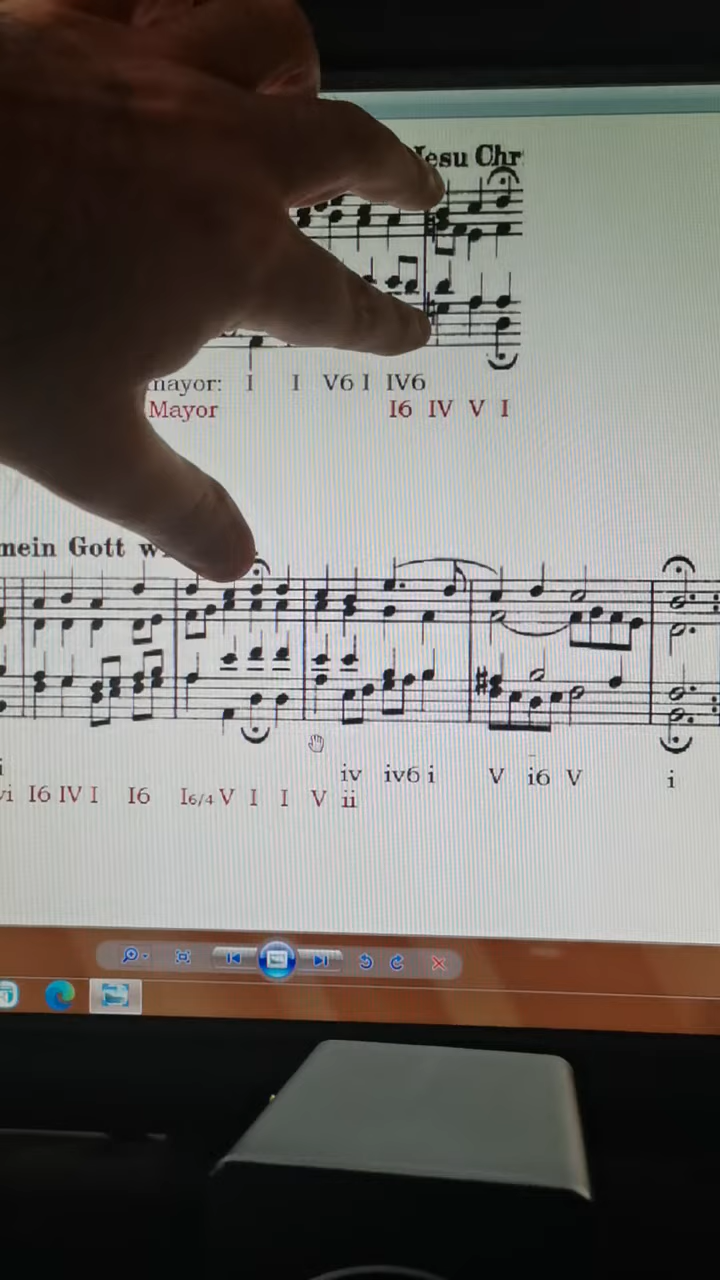 Jesu Chr
mayor: I I V6 I IV6
Mayor I6 IV V I
mein Gott
i iv iv6 i V i6 V i
vi I6 IV I I6 I6/4 V I I V ii